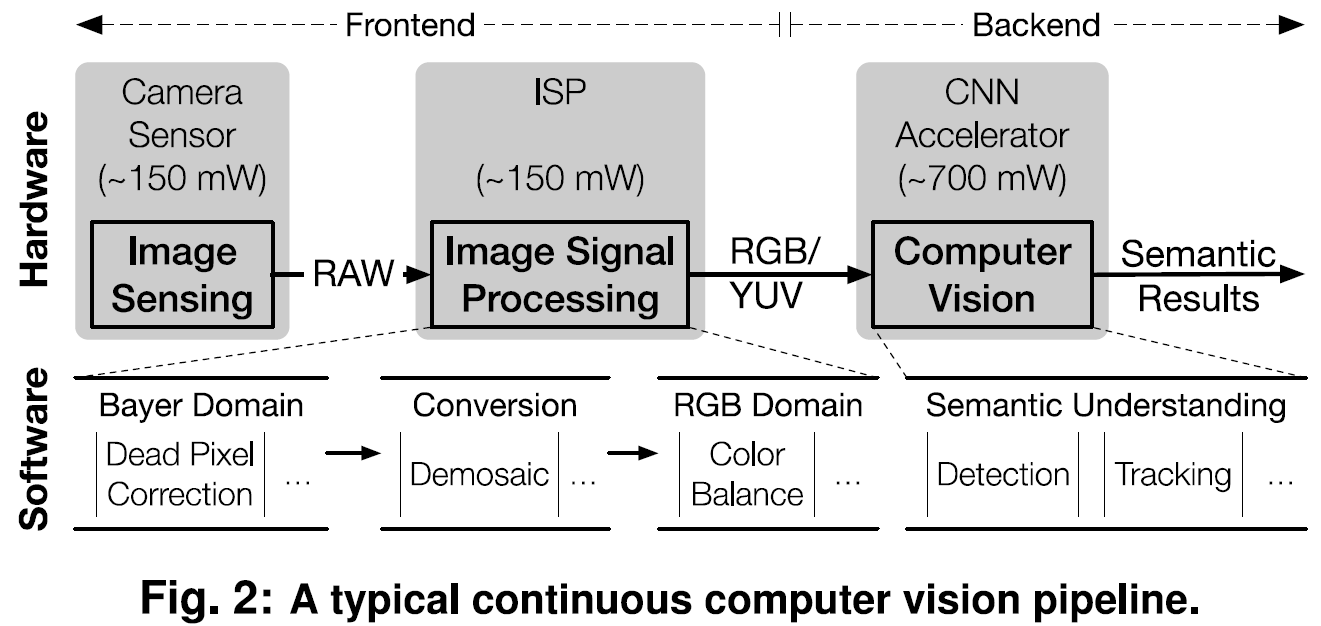 Frontend
Backend
Hardware
Camera
Sensor
(~150 mW)
Image
Sensing
RAW
ISP
(~150 mW)
Image Signal
Processing
RGB/
YUV
CNN
Accelerator
(~700 mW)
Computer
Vision
Semantic
Results
Software
Bayer Domain
Dead Pixel
Correction
...
Conversion
Demosaic
...
RGB Domain
Color
Balance
...
Semantic Understanding
Detection
Tracking
...
Fig. 2: A typical continuous computer vision pipeline.